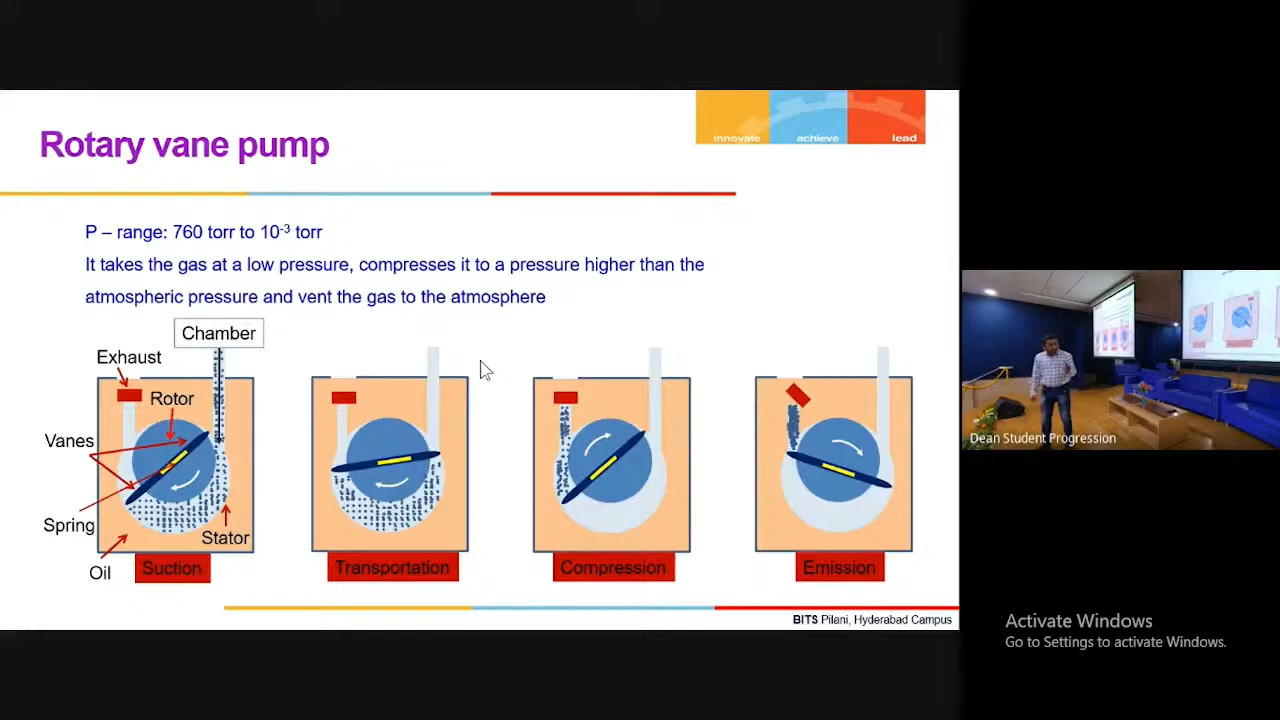 innovate achieve lead
Rotary vane pump
P – range: 760 torr to 10⁻³ torr
It takes the gas at a low pressure, compresses it to a pressure higher than the
atmospheric pressure and vent the gas to the atmosphere
Chamber
Exhaust
Rotor
Vanes
Spring
Stator
Oil
Suction
Transportation
Compression
Emission
BITS Pilani, Hyderabad Campus
Dean Student Progression
Activate Windows
Go to Settings to activate Windows.